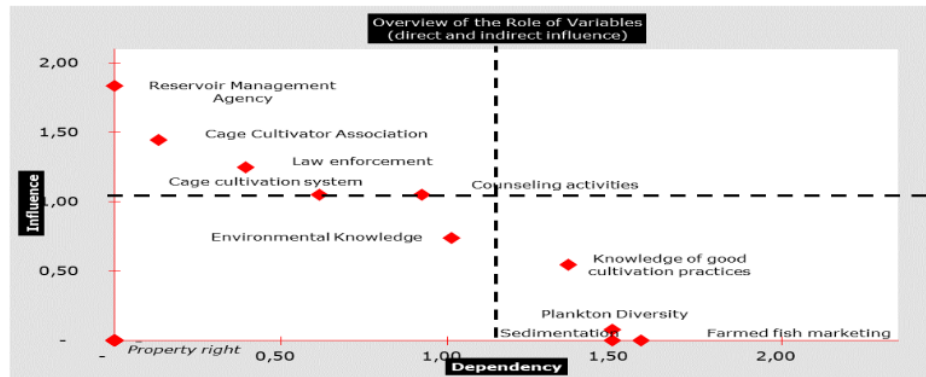 Overview of the Role of Variables
(direct and indirect influence)
2,00
Reservoir Management
Agency
1,50
Cage Cultivator Association
Law enforcement
Cage cultivation system
Counseling activities
Influence
1,00
Environmental Knowledge
Knowledge of good
cultivation practices
0,50
Plankton Diversity
Sedimentation
Farmed fish marketing
-
Property right
-
0,50
1,00
1,50
2,00
Dependency